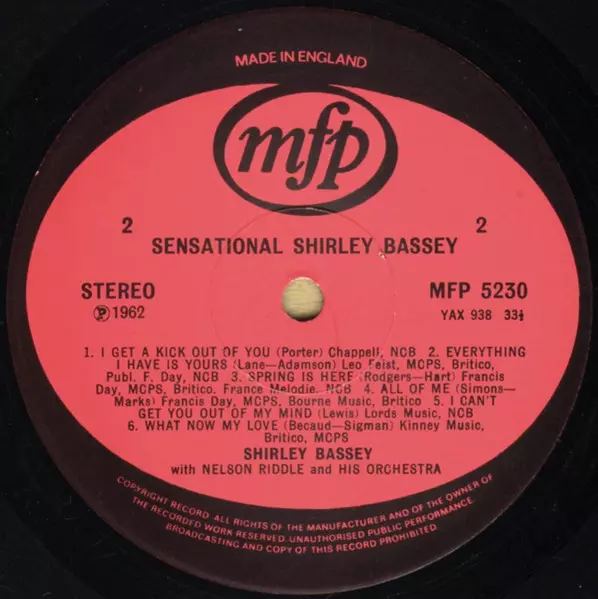 MADE IN ENGLAND
mfp
2
2
SENSATIONAL SHIRLEY BASSEY
STEREO
MFP 5230
Ⓟ1962
YAX 938 33⅓
1. I GET A KICK OUT OF YOU (Porter) Chappell, NCB 2. EVERYTHING
I HAVE IS YOURS (Lane—Adamson) Leo Feist, MCPS, Britico,
Publ. F. Day, NCB 3. SPRING IS HERE (Rodgers—Hart) Francis
Day, MCPS, Britico. France Melodie. NCB 4. ALL OF ME (Simons—
Marks) Francis Day, MCPS, Bourne Music, Britico 5. I CAN'T
GET YOU OUT OF MY MIND (Lewis) Lords Music, NCB
6. WHAT NOW MY LOVE (Becaud—Sigman) Kinney Music,
Britico, MCPS
SHIRLEY BASSEY
with NELSON RIDDLE and HIS ORCHESTRA
COPYRIGHT RECORD. ALL RIGHTS OF THE MANUFACTURER AND OF THE OWNER OF
THE RECORDED WORK RESERVED. UNAUTHORISED PUBLIC PERFORMANCE.
BROADCASTING AND COPY OF THIS RECORD PROHIBITED.